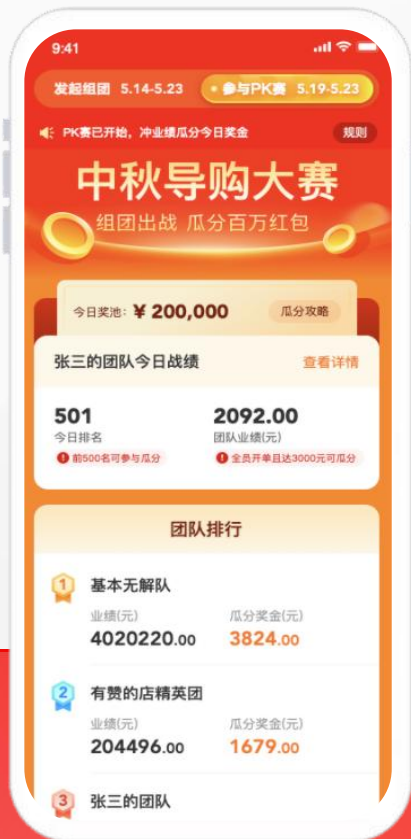 9:41
发起组团 5.14-5.23
参与PK赛 5.19-5.23
PK赛已开始，冲业绩瓜分今日奖金 规则
中秋导购大赛
组团出战 瓜分百万红包
今日奖池: ¥ 200,000 瓜分攻略
张三的团队今日战绩 查看详情
501 2092.00
今日排名 团队业绩(元)
前500名可参与瓜分 全员开单且达3000元可瓜分
团队排行
1 基本无解队
业绩(元) 瓜分奖金(元)
4020220.00 3824.00
2 有赞的店精英团
业绩(元) 瓜分奖金(元)
204496.00 1679.00
3 张三的团队